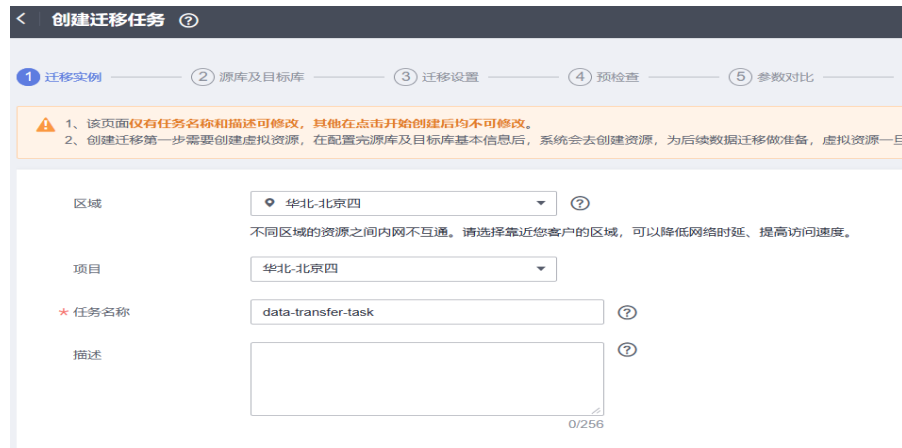 创建迁移任务 ?
1 迁移实例 2 源库及目标库 3 迁移设置 4 预检查 5 参数对比
1、该页面仅有任务名称和描述可修改，其他在点击开始创建后均不可修改。
2、创建迁移第一步需要创建虚拟资源，在配置完源库及目标库基本信息后，系统会去创建资源，为后续数据迁移做准备，虚拟资源一旦
区域 华北-北京四 ?
不同区域的资源之间内网不互通。请选择靠近您客户的区域，可以降低网络时延、提高访问速度。
项目 华北-北京四
* 任务名称 data-transfer-task ?
描述 ?
0/256